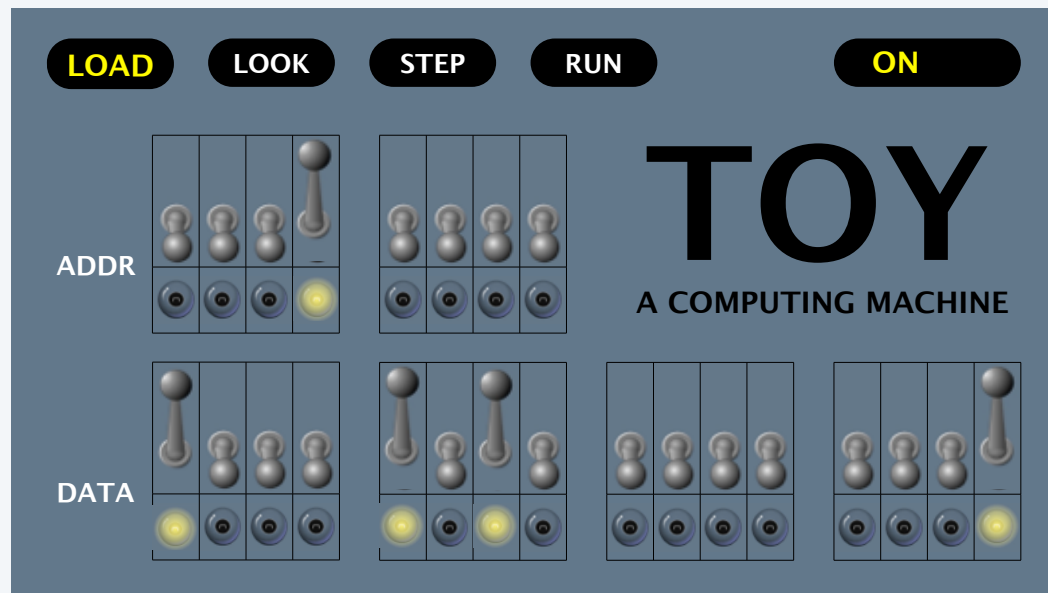 LOAD LOOK STEP RUN ON
TOY
ADDR
A COMPUTING MACHINE
DATA